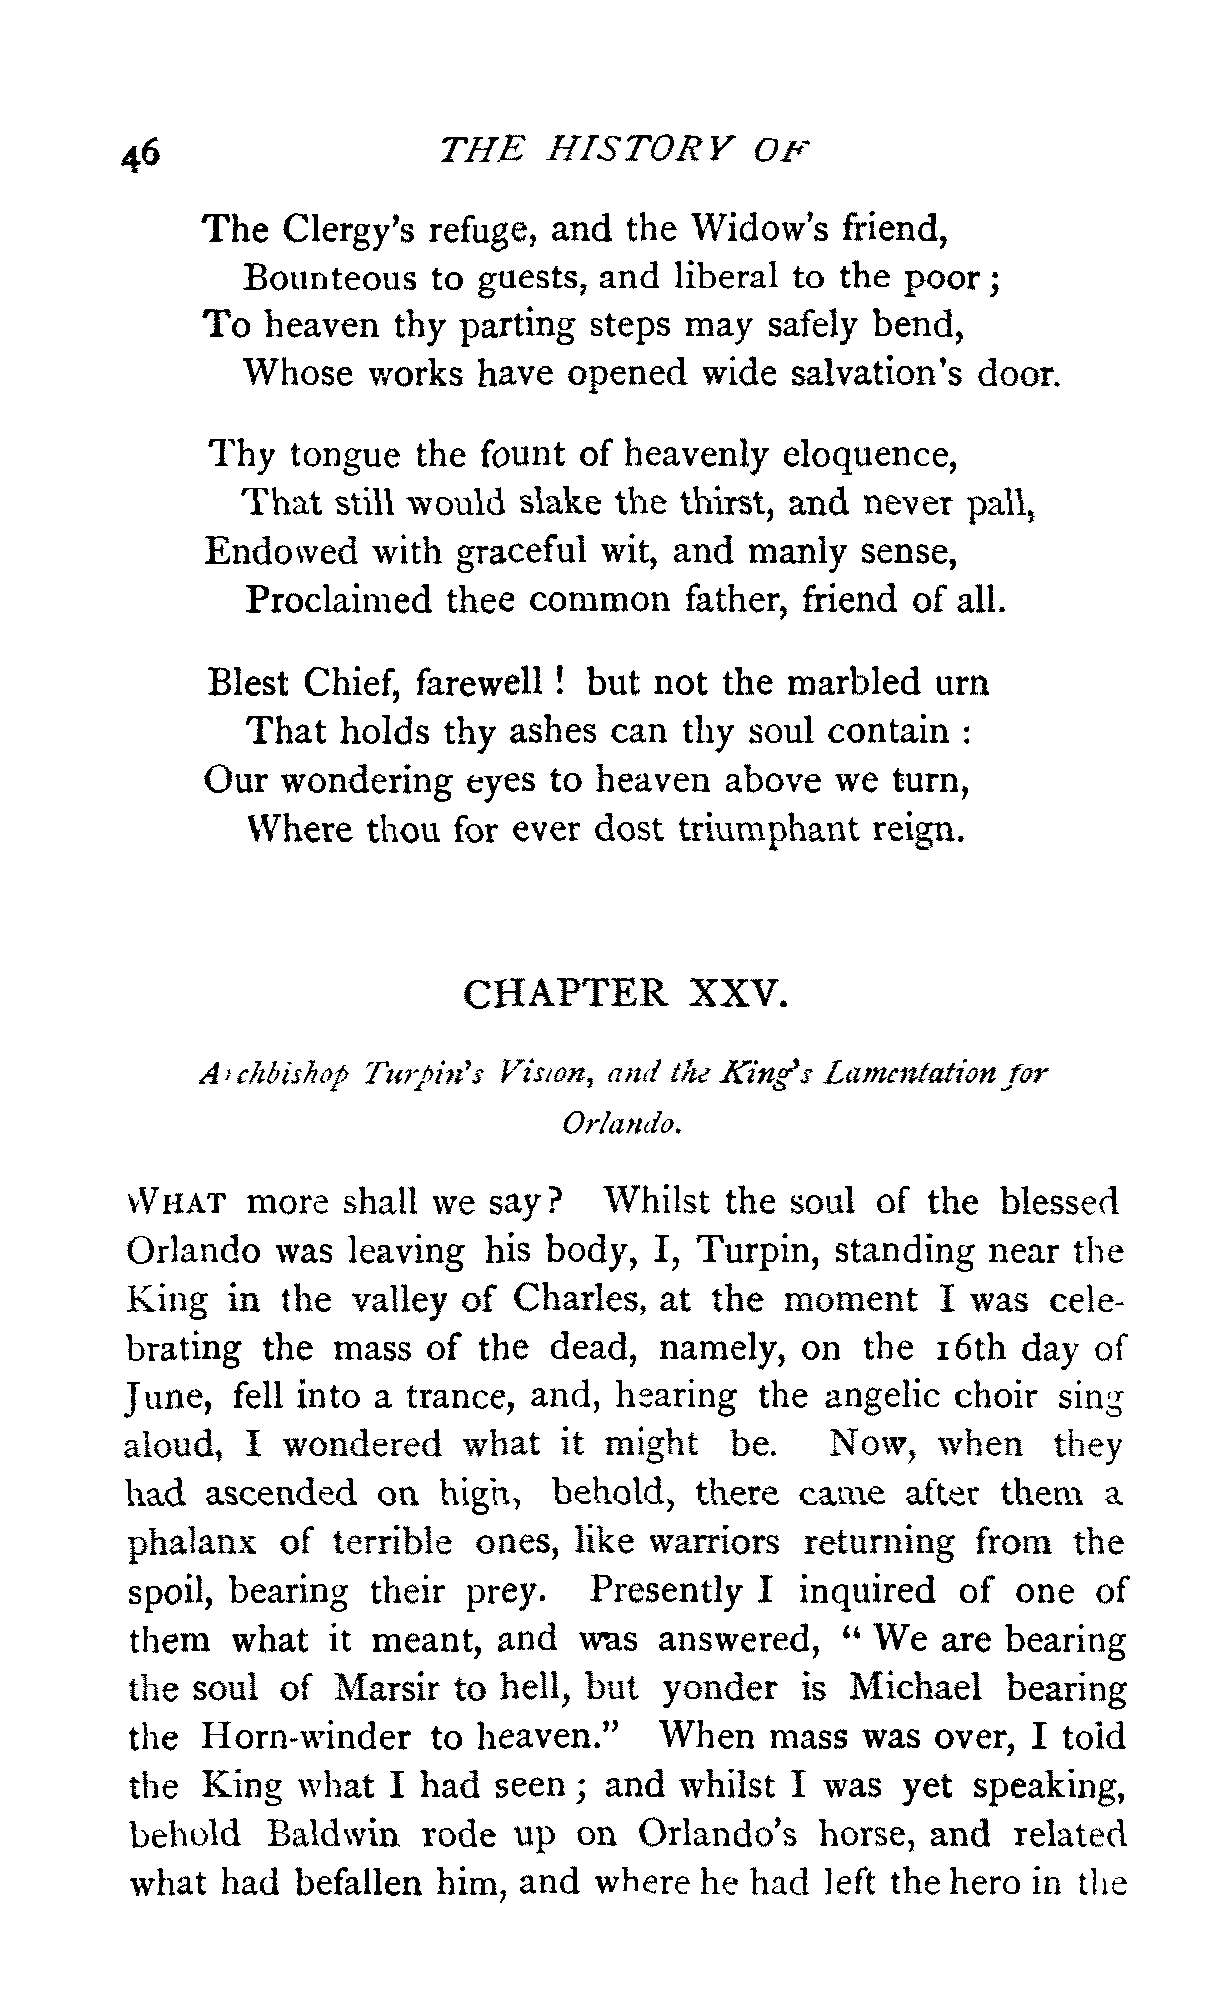 46 THE HISTORY OF
The Clergy's refuge, and the Widow's friend,
Bounteous to guests, and liberal to the poor;
To heaven thy parting steps may safely bend,
Whose works have opened wide salvation's door.
Thy tongue the fount of heavenly eloquence,
That still would slake the thirst, and never pall,
Endowed with graceful wit, and manly sense,
Proclaimed thee common father, friend of all.
Blest Chief, farewell! but not the marbled urn
That holds thy ashes can thy soul contain:
Our wondering eyes to heaven above we turn,
Where thou for ever dost triumphant reign.
CHAPTER XXV.
Archbishop Turpin's Vision, and the King's Lamentation for
Orlando.
WHAT more shall we say? Whilst the soul of the blessed
Orlando was leaving his body, I, Turpin, standing near the
King in the valley of Charles, at the moment I was cele-
brating the mass of the dead, namely, on the 16th day of
June, fell into a trance, and, hearing the angelic choir sing
aloud, I wondered what it might be. Now, when they
had ascended on high, behold, there came after them a
phalanx of terrible ones, like warriors returning from the
spoil, bearing their prey. Presently I inquired of one of
them what it meant, and was answered, "We are bearing
the soul of Marsir to hell, but yonder is Michael bearing
the Horn-winder to heaven." When mass was over, I told
the King what I had seen; and whilst I was yet speaking,
behold Baldwin rode up on Orlando's horse, and related
what had befallen him, and where he had left the hero in the